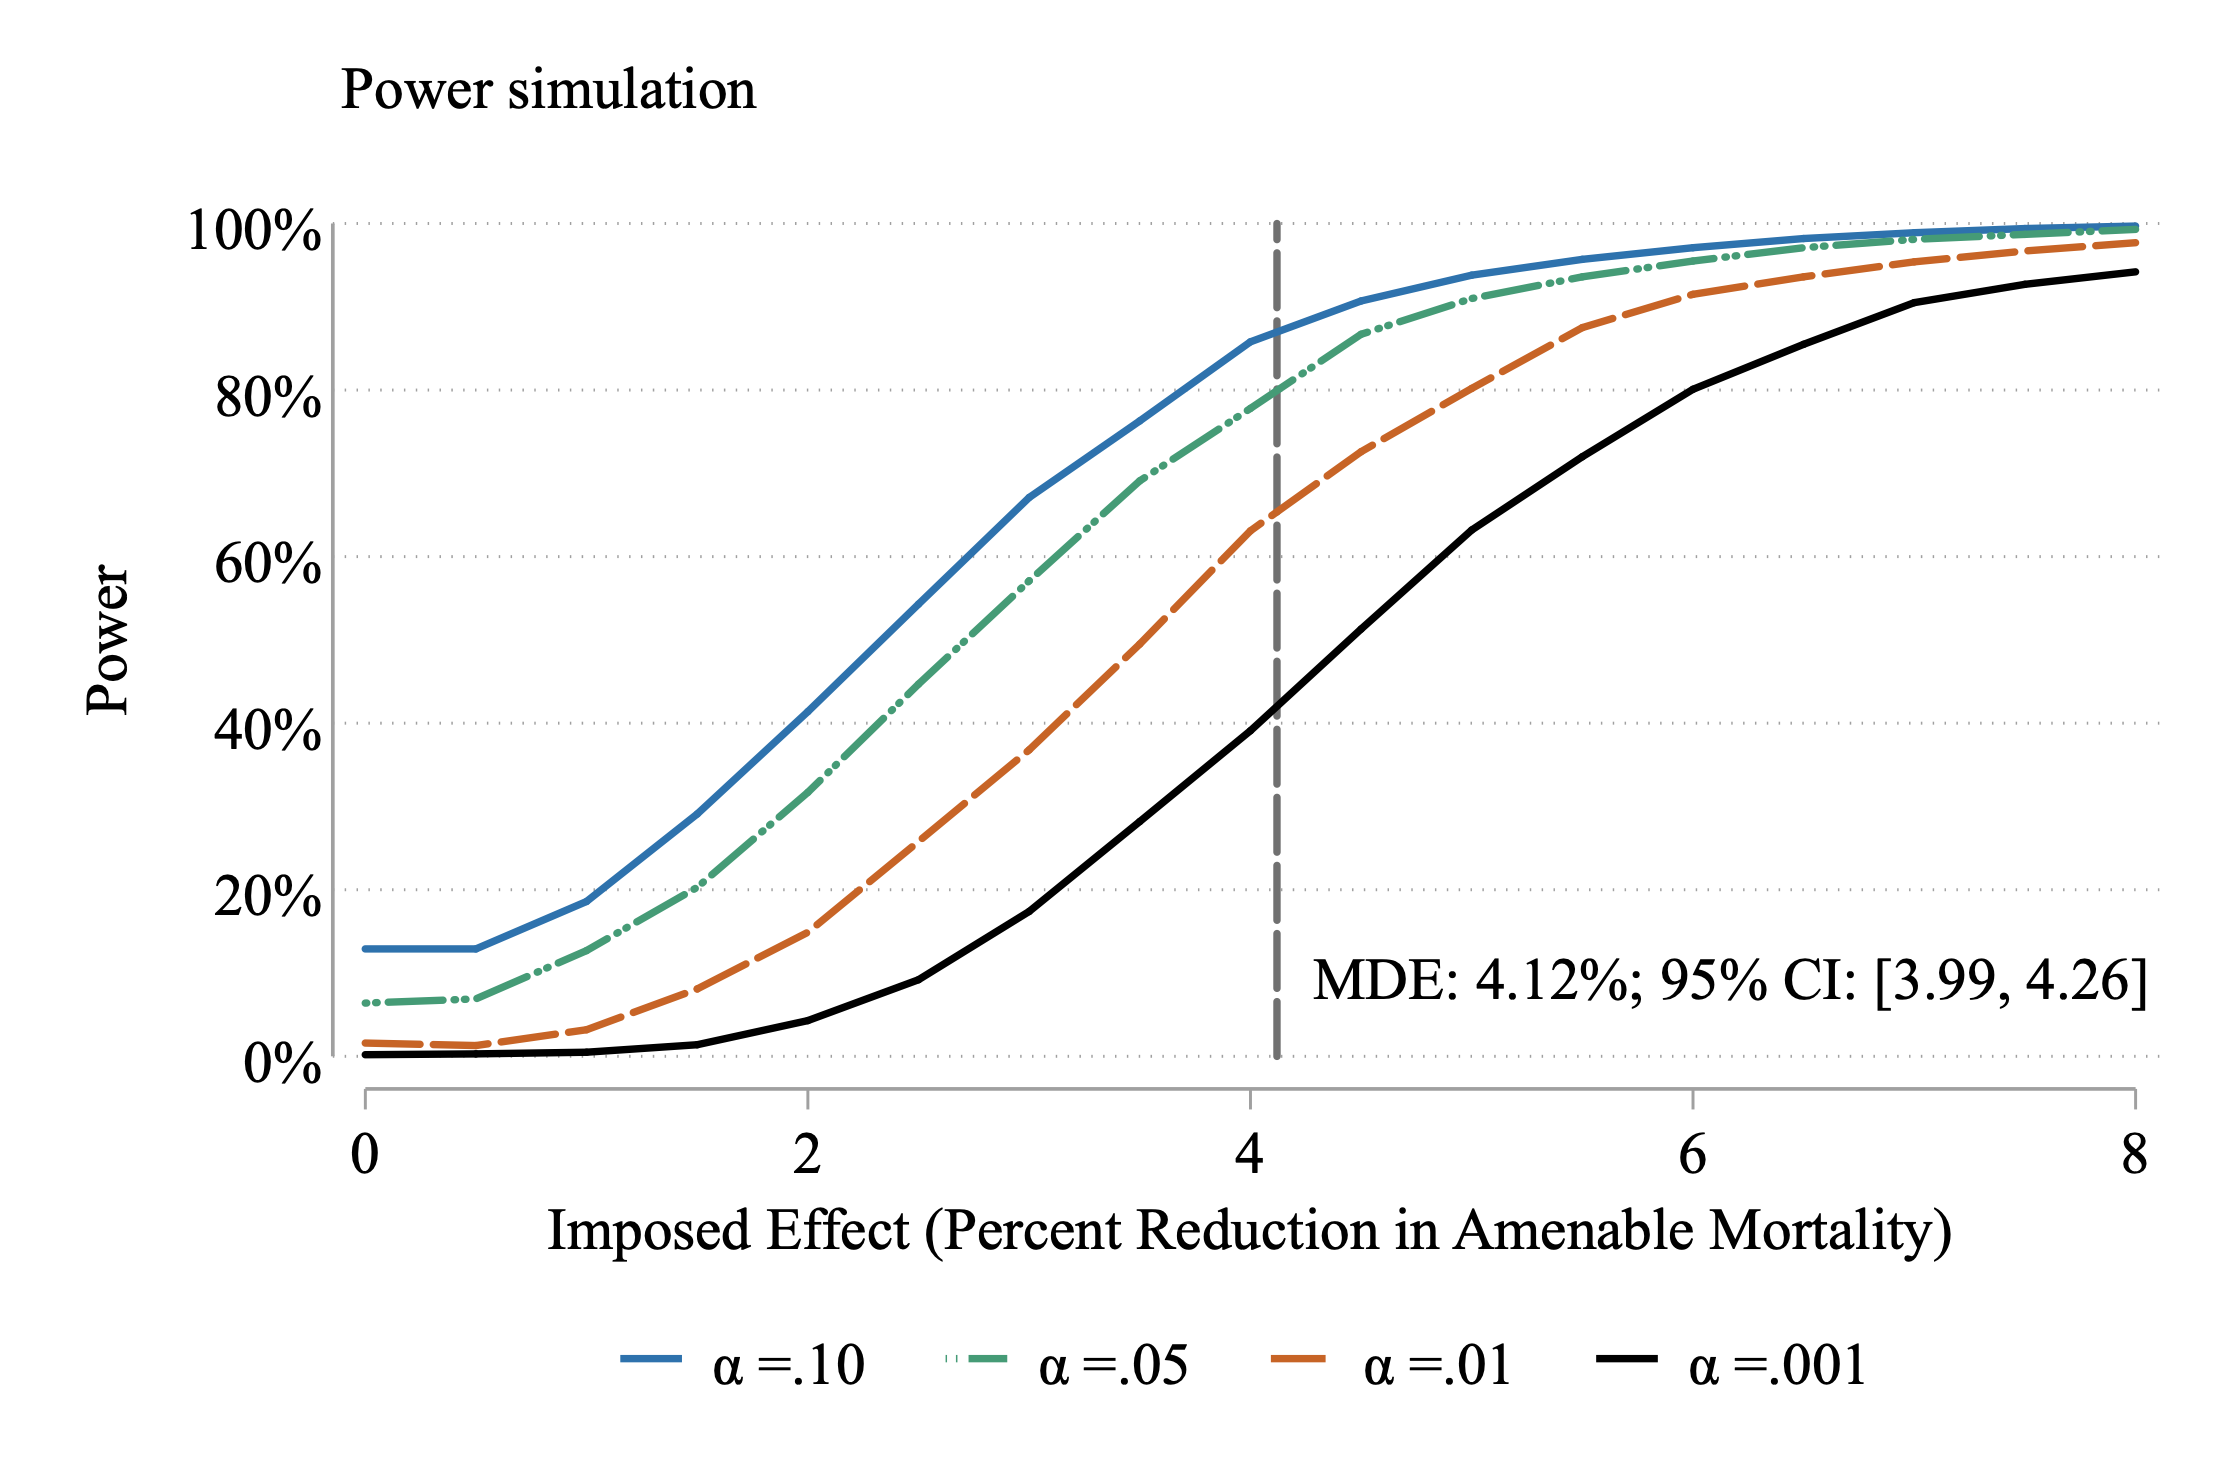 Power simulation
100%
80%
60%
40%
20%
0%
Power
MDE: 4.12%; 95% CI: [3.99, 4.26]
0 2 4 6 8
Imposed Effect (Percent Reduction in Amenable Mortality)
α =.10 α =.05 α =.01 α =.001